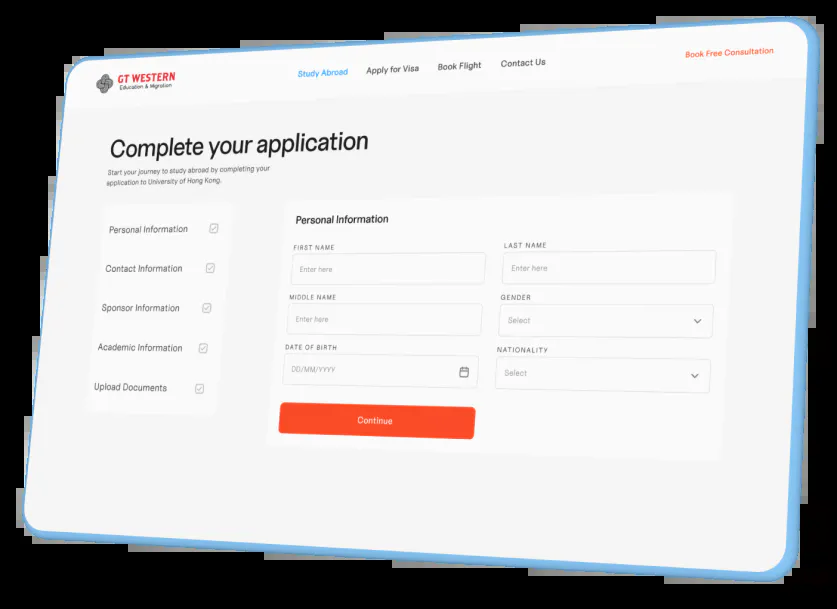 GT WESTERN
Education & Migration
Study Abroad
Apply for Visa
Book Flight
Contact Us
Book Free Consultation
Complete your application
Start your journey to study abroad by completing your
application to University of Hong Kong.
Personal Information
Contact Information
Sponsor Information
Academic Information
Upload Documents
Personal Information
FIRST NAME
Enter here
LAST NAME
Enter here
MIDDLE NAME
Enter here
GENDER
Select
DATE OF BIRTH
DD/MM/YYYY
NATIONALITY
Select
Continue